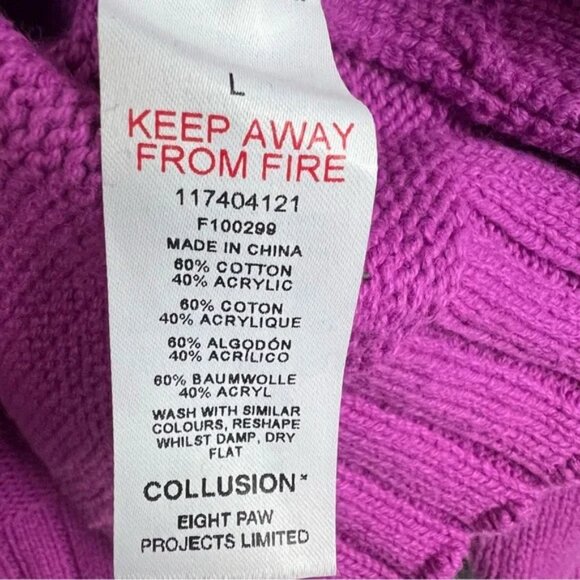 L
KEEP AWAY
FROM FIRE
117404121
F100299
MADE IN CHINA
60% COTTON
40% ACRYLIC
60% COTON
40% ACRYLIQUE
60% ALGODÓN
40% ACRÍLICO
60% BAUMWOLLE
40% ACRYL
WASH WITH SIMILAR
COLOURS, RESHAPE
WHILST DAMP, DRY
FLAT
COLLUSION™
EIGHT PAW
PROJECTS LIMITED